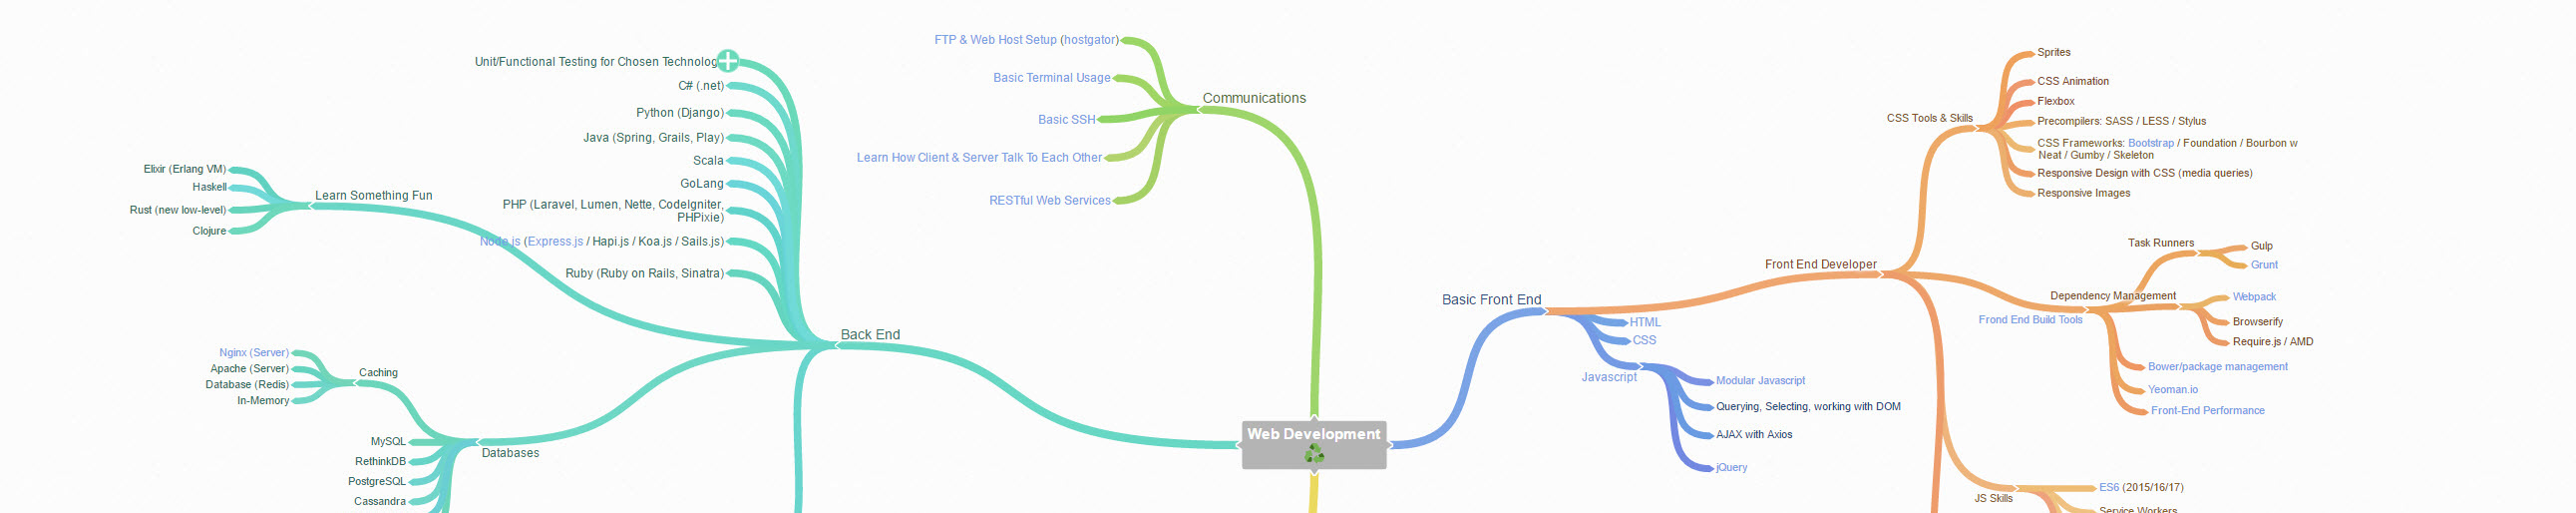 Unit/Functional Testing for Chosen Technolog
C# (.net)
Python (Django)
Java (Spring, Grails, Play)
Scala
GoLang
PHP (Laravel, Lumen, Nette, CodeIgniter,
PHPixie)
Node.js (Express.js / Hapi.js / Koa.js / Sails.js)
Ruby (Ruby on Rails, Sinatra)
Elixir (Erlang VM)
Haskell
Rust (new low-level)
Clojure
Learn Something Fun
Back End
Nginx (Server)
Apache (Server)
Database (Redis)
In-Memory
Caching
MySQL
RethinkDB
PostgreSQL
Cassandra
Databases
FTP & Web Host Setup (hostgator)
Basic Terminal Usage
Basic SSH
Learn How Client & Server Talk To Each Other
RESTful Web Services
Communications
Web Development
Basic Front End
HTML
CSS
Javascript
Modular Javascript
Querying, Selecting, working with DOM
AJAX with Axios
jQuery
Front End Developer
CSS Tools & Skills
Sprites
CSS Animation
Flexbox
Precompilers: SASS / LESS / Stylus
CSS Frameworks: Bootstrap / Foundation / Bourbon w
Neat / Gumby / Skeleton
Responsive Design with CSS (media queries)
Responsive Images
Task Runners
Gulp
Grunt
Dependency Management
Frond End Build Tools
Webpack
Browserify
Require.js / AMD
Bower/package management
Yeoman.io
Front-End Performance
JS Skills
ES6 (2015/16/17)
Service Workers